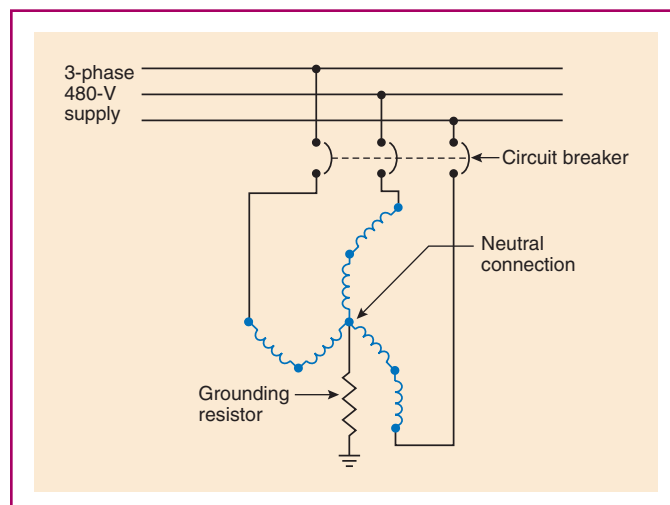 3-phase
480-V
supply
Circuit breaker
Neutral
connection
Grounding
resistor